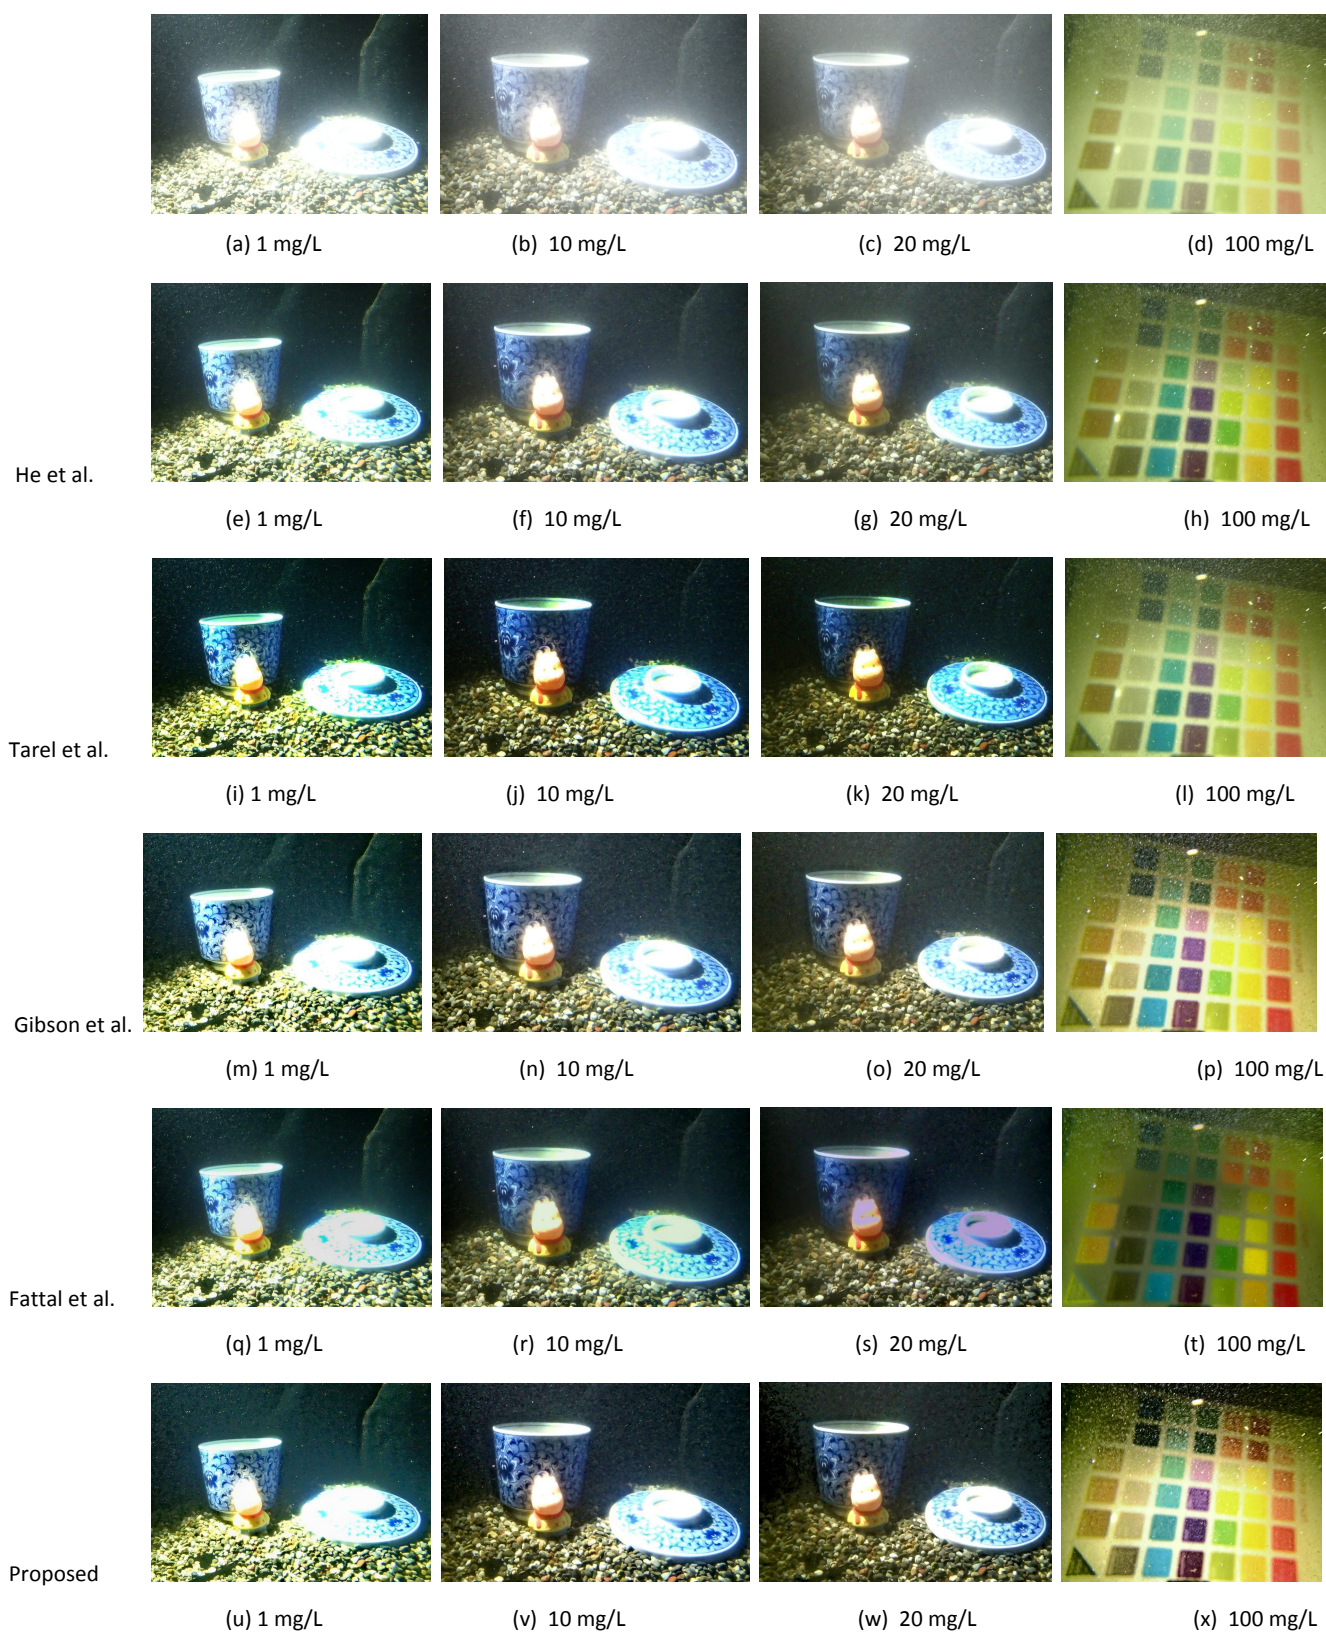 (a) 1 mg/L (b) 10 mg/L (c) 20 mg/L (d) 100 mg/L
He et al.
(e) 1 mg/L (f) 10 mg/L (g) 20 mg/L (h) 100 mg/L
Tarel et al.
(i) 1 mg/L (j) 10 mg/L (k) 20 mg/L (l) 100 mg/L
Gibson et al.
(m) 1 mg/L (n) 10 mg/L (o) 20 mg/L (p) 100 mg/L
Fattal et al.
(q) 1 mg/L (r) 10 mg/L (s) 20 mg/L (t) 100 mg/L
Proposed
(u) 1 mg/L (v) 10 mg/L (w) 20 mg/L (x) 100 mg/L